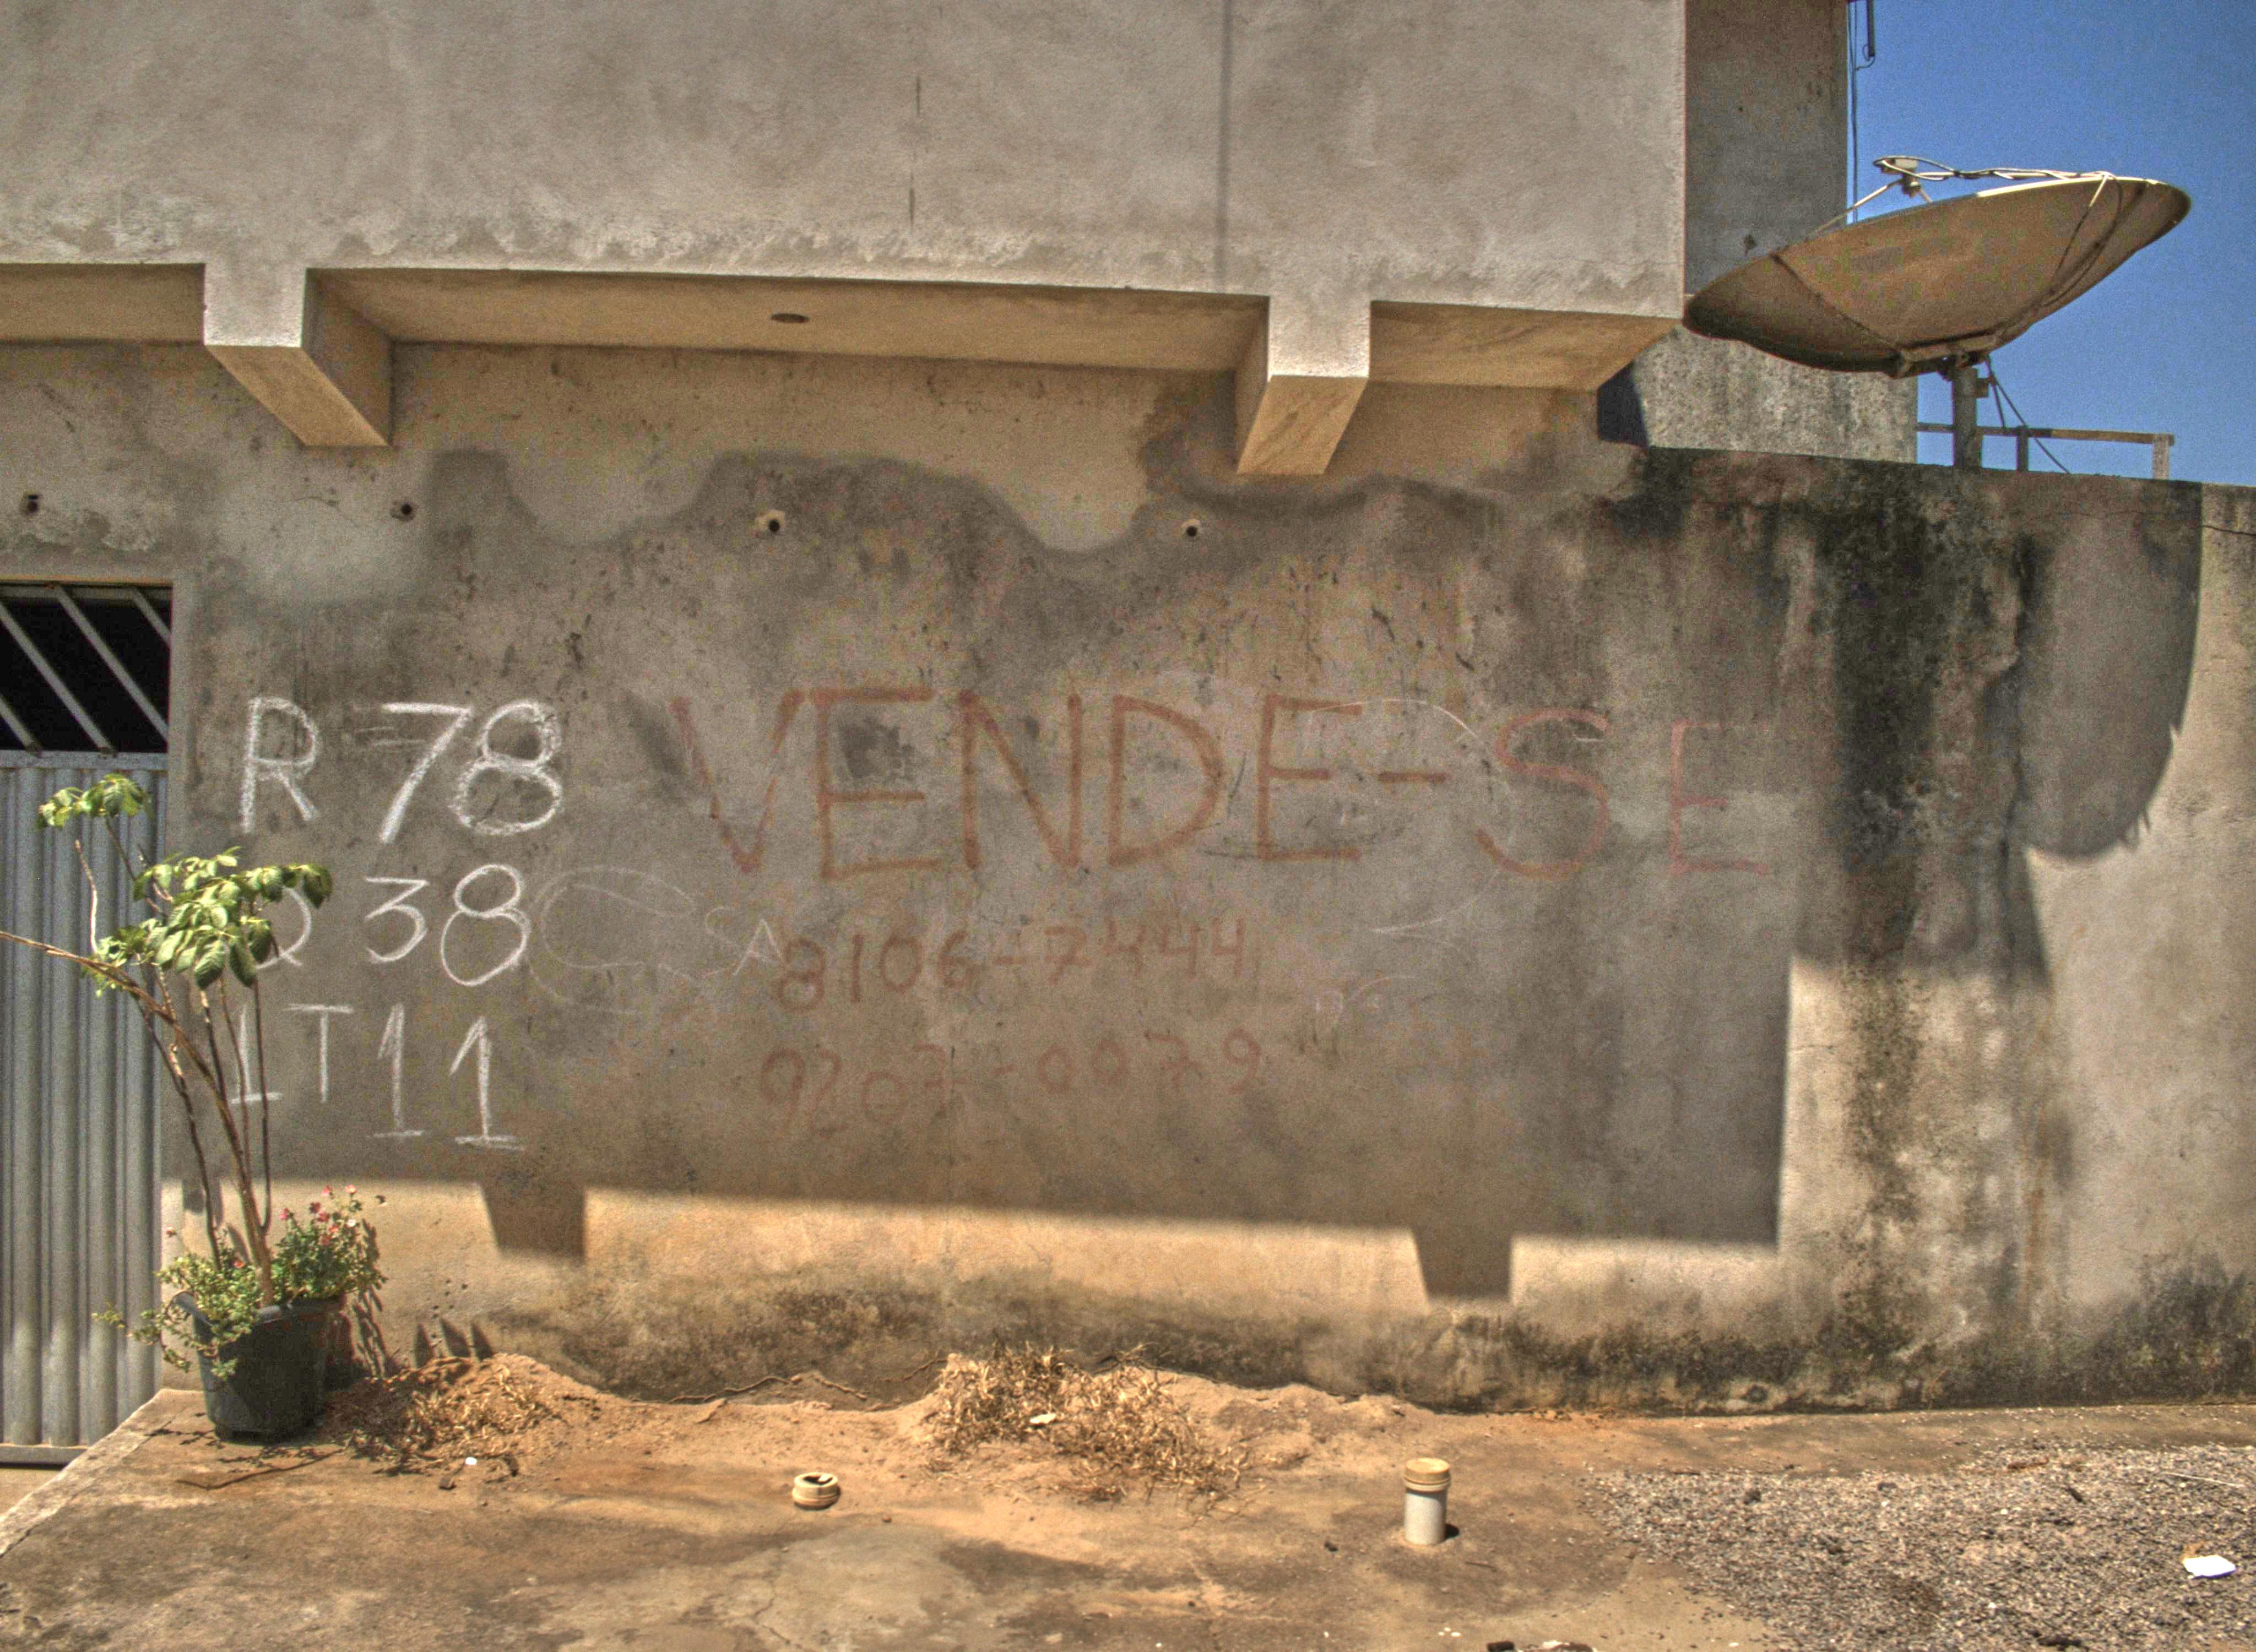 R 78
Q 38
LT 11
VENDE-SE
8106-7444
9207-0079